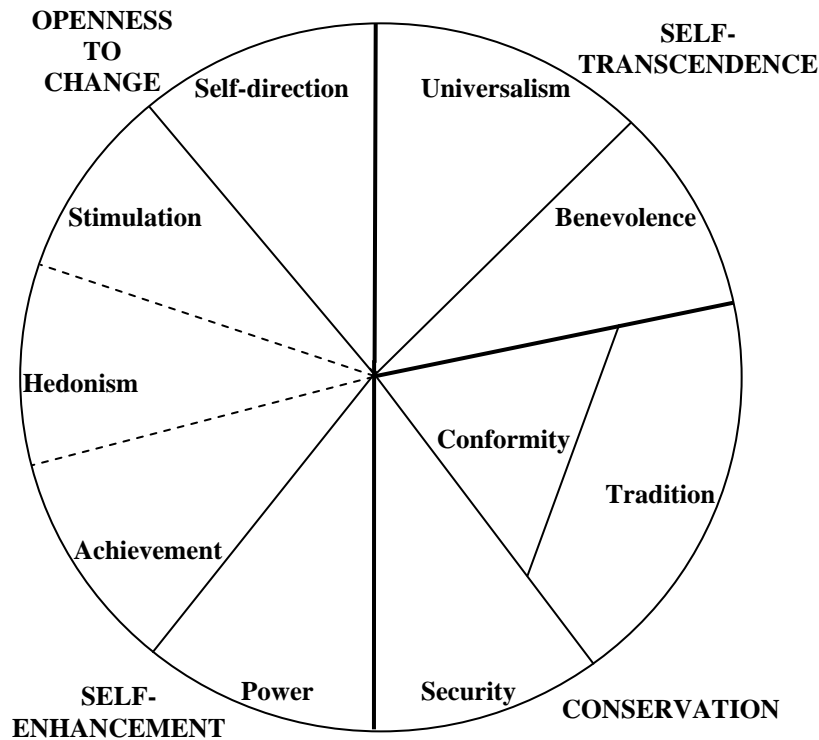 OPENNESS
TO
CHANGE
SELF-
TRANSCENDENCE
Self-direction
Universalism
Stimulation
Benevolence
Hedonism
Conformity
Tradition
Achievement
Power
Security
SELF-
ENHANCEMENT
CONSERVATION